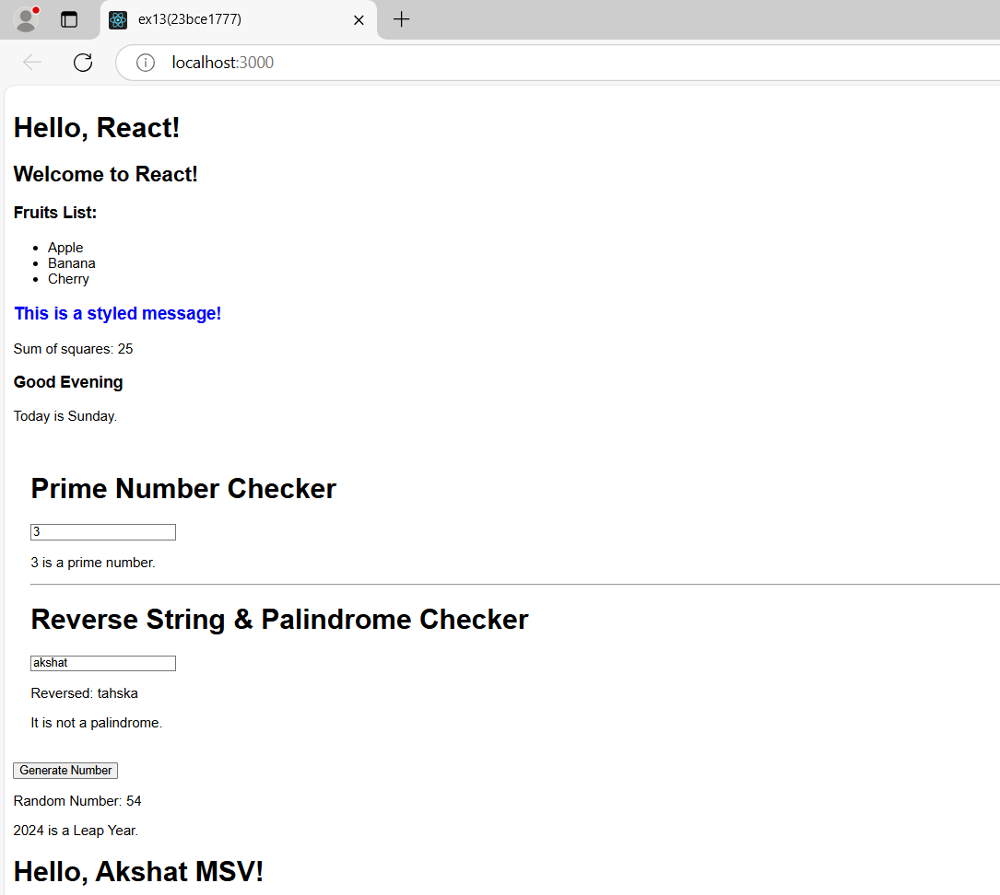 ex13(23bce1777)
localhost:3000
Hello, React!
Welcome to React!
Fruits List:
• Apple
• Banana
• Cherry
This is a styled message!
Sum of squares: 25
Good Evening
Today is Sunday.
Prime Number Checker
3
3 is a prime number.
Reverse String & Palindrome Checker
akshat
Reversed: tahska
It is not a palindrome.
Generate Number
Random Number: 54
2024 is a Leap Year.
Hello, Akshat MSV!